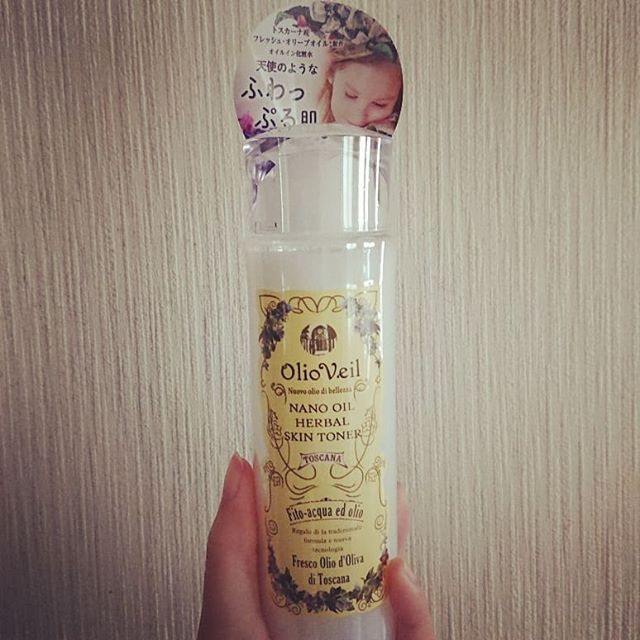 トスカーナ産
フレッシュ・オリーブオイル*配合
オイルイン化粧水
天使のような
ふわっ
ぷる肌
OlioVeil
Nuovo olio di bellezza
NANO OIL
HERBAL
SKIN TONER
TOSCANA
Fito-acqua ed olio
Regalo di la tradizionale
formula e nuova
tecnologia
Fresco Olio d'Oliva
di Toscana